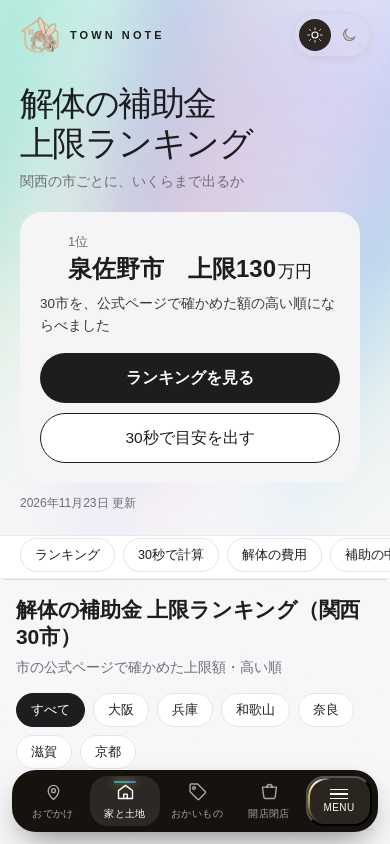 TOWN NOTE
解体の補助金
上限ランキング
関西の市ごとに、いくらまで出るか
1位
泉佐野市　上限130万円
30市を、公式ページで確かめた額の高い順にな
らべました
ランキングを見る
30秒で目安を出す
2026年11月23日 更新
ランキング 30秒で計算 解体の費用 補助の中
解体の補助金 上限ランキング（関西
30市）
市の公式ページで確かめた上限額・高い順
すべて 大阪 兵庫 和歌山 奈良
滋賀 京都
おでかけ 家と土地 おかいもの 開店閉店 MENU